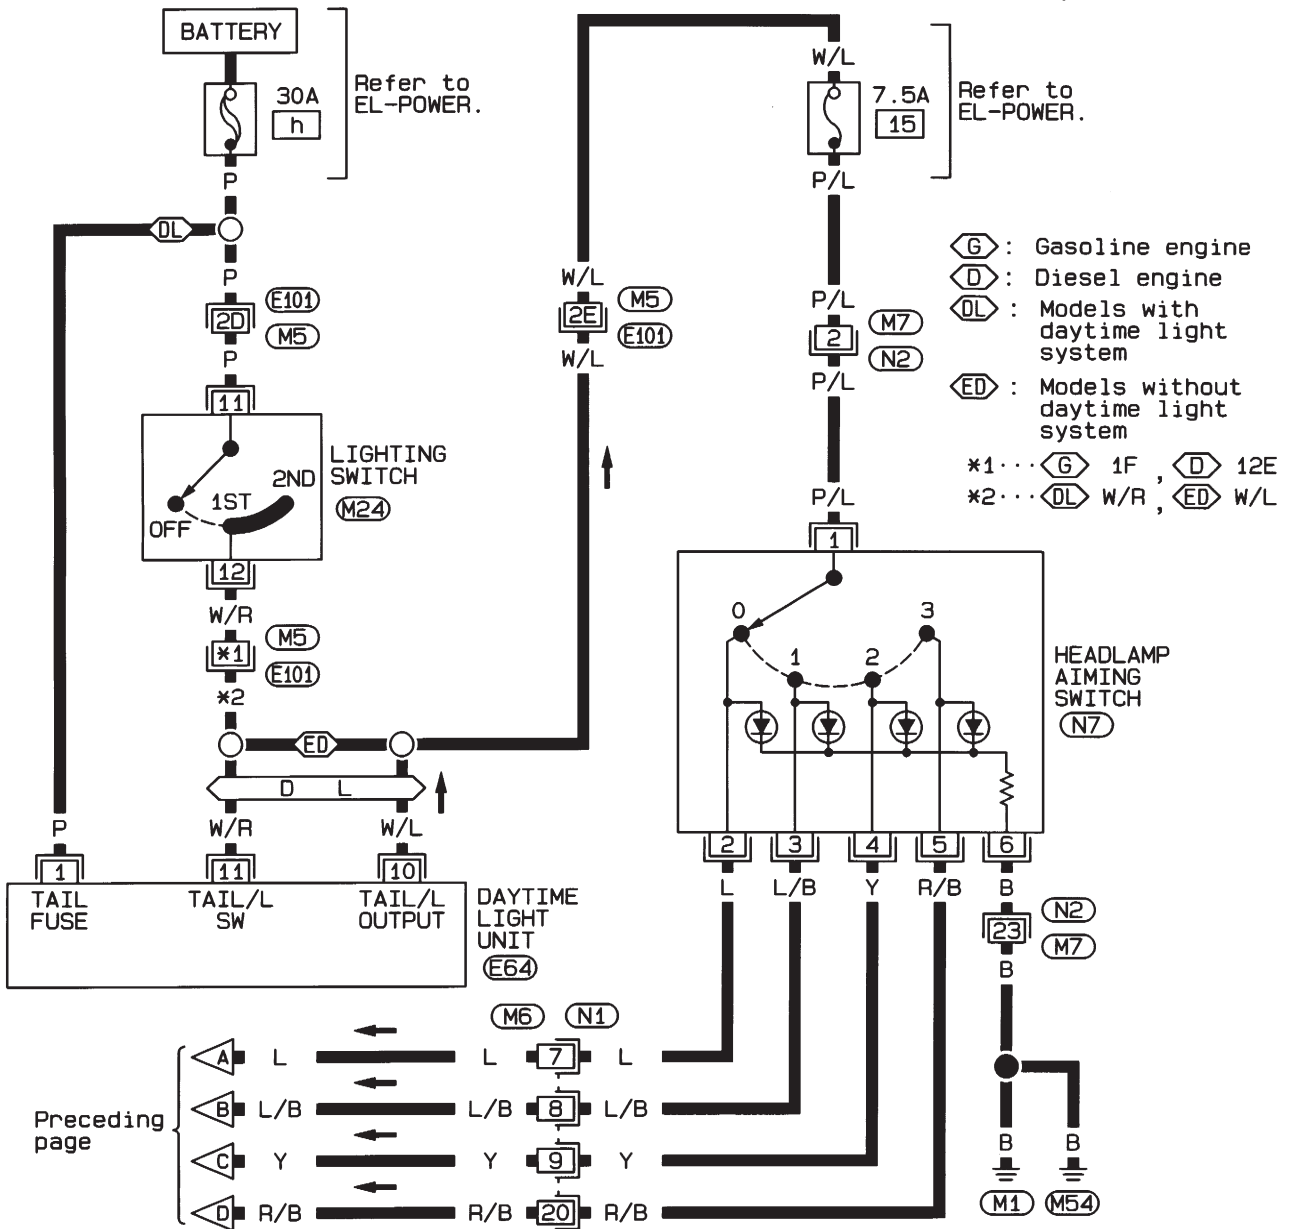 BATTERY
30A
h
Refer to
EL-POWER.
P
DL
P
E101
2D
M5
P
11
LIGHTING
SWITCH
M24
OFF
1ST
2ND
12
W/R
M5
*1
E101
*2
ED
D L
P
W/R
W/L
1
11
10
TAIL
FUSE
TAIL/L
SW
TAIL/L
OUTPUT
DAYTIME
LIGHT
UNIT
E64
W/L
M5
2E
E101
W/L
W/L
7.5A
15
Refer to
EL-POWER.
P/L
P/L
M7
2
N2
P/L
P/L
G : Gasoline engine
D : Diesel engine
DL : Models with
daytime light
system
ED : Models without
daytime light
system
*1··· G 1F , D 12E
*2··· DL W/R , ED W/L
1
0
1
2
3
HEADLAMP
AIMING
SWITCH
N7
2
3
4
5
6
L
L/B
Y
R/B
B
N2
23
M7
B
B
B
M1
M54
M6
N1
Preceding
page
A L L 7 L
B L/B L/B 8 L/B
C Y Y 9 Y
D R/B R/B 20 R/B